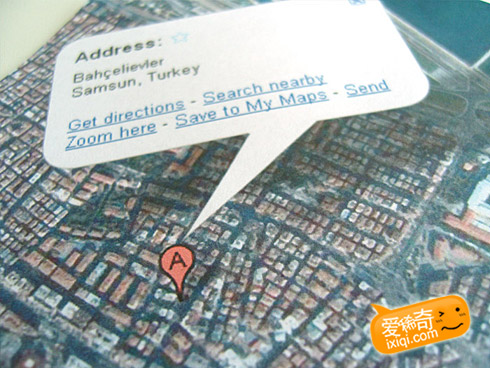 Address:
Bahçelievler
Samsun, Turkey
Get directions - Search nearby
Zoom here - Save to My Maps - Send
A
爱稀奇
ixiqi.com